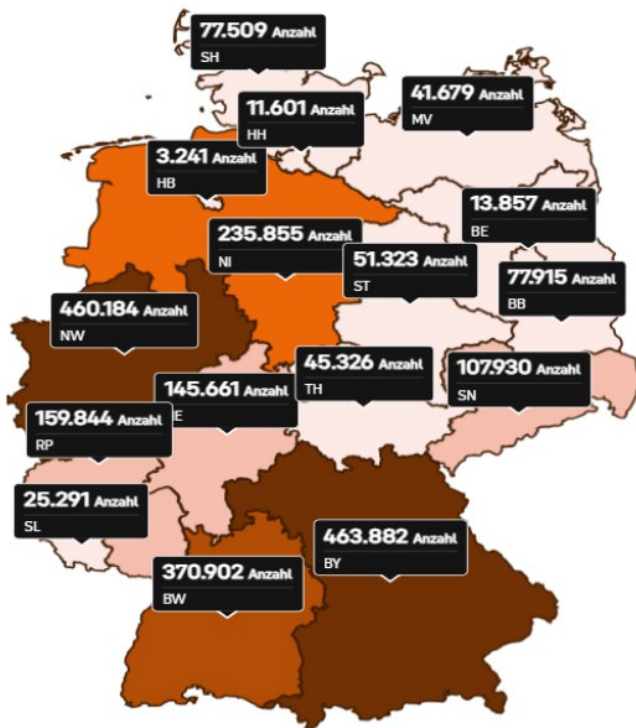 77.509 Anzahl
SH
41.679 Anzahl
MV
11.601 Anzahl
HH
3.241 Anzahl
HB
13.857 Anzahl
BE
235.855 Anzahl
NI
51.323 Anzahl
ST
77.915 Anzahl
BB
460.184 Anzahl
NW
45.326 Anzahl
TH
107.930 Anzahl
SN
145.661 Anzahl
E
159.844 Anzahl
RP
25.291 Anzahl
SL
463.882 Anzahl
BY
370.902 Anzahl
BW